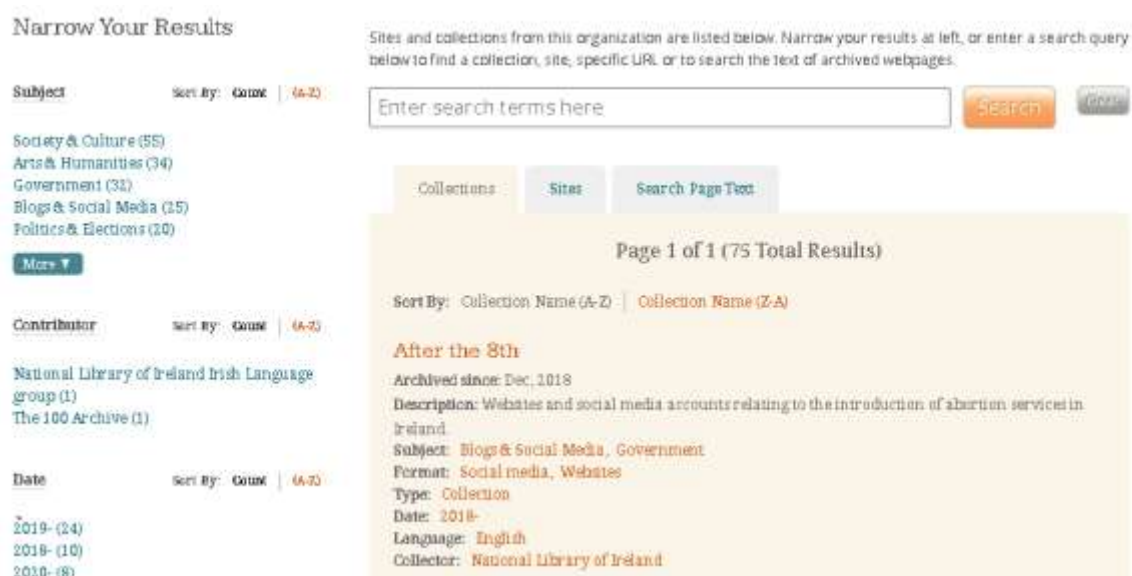 Narrow Your Results
Subject Sort By: Count | (A-Z)
Society & Culture (55)
Arts & Humanities (34)
Government (32)
Blogs & Social Media (25)
Politics & Elections (20)
More ▼
Contributor Sort By: Count | (A-Z)
National Library of Ireland Irish Language
group (1)
The 100 Archive (1)
Date Sort By: Count | (A-Z)
2019- (24)
2018- (10)
2020- (8)
Sites and collections from this organization are listed below. Narrow your results at left, or enter a search query
below to find a collection, site, specific URL or to search the text of archived webpages.
Enter search terms here
Search
Collections Sites Search Page Text
Page 1 of 1 (75 Total Results)
Sort By: Collection Name (A-Z) | Collection Name (Z-A)
After the 8th
Archived since: Dec, 2018
Description: Websites and social media accounts relating to the introduction of abortion services in
Ireland.
Subject: Blogs & Social Media, Government
Format: Social media, Websites
Type: Collection
Date: 2018-
Language: English
Collector: National Library of Ireland